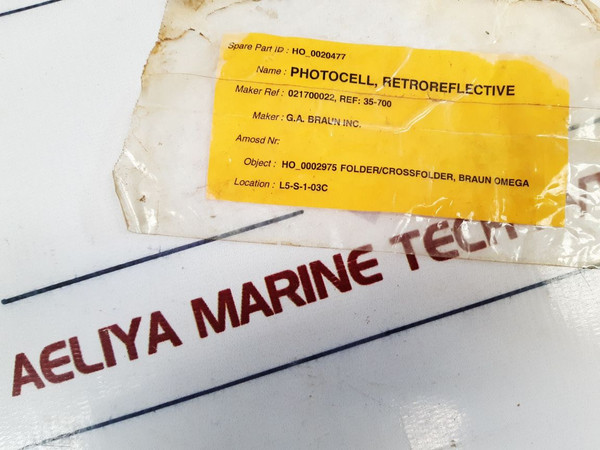 Spare Part ID : HO_0020477
Name : PHOTOCELL, RETROREFLECTIVE
Maker Ref : 021700022, REF: 35-700
Maker : G.A. BRAUN INC.
Amosd Nr:
Object : HO_0002975 FOLDER/CROSSFOLDER, BRAUN OMEGA
Location : L5-S-1-03C
AELIYA MARINE TECH